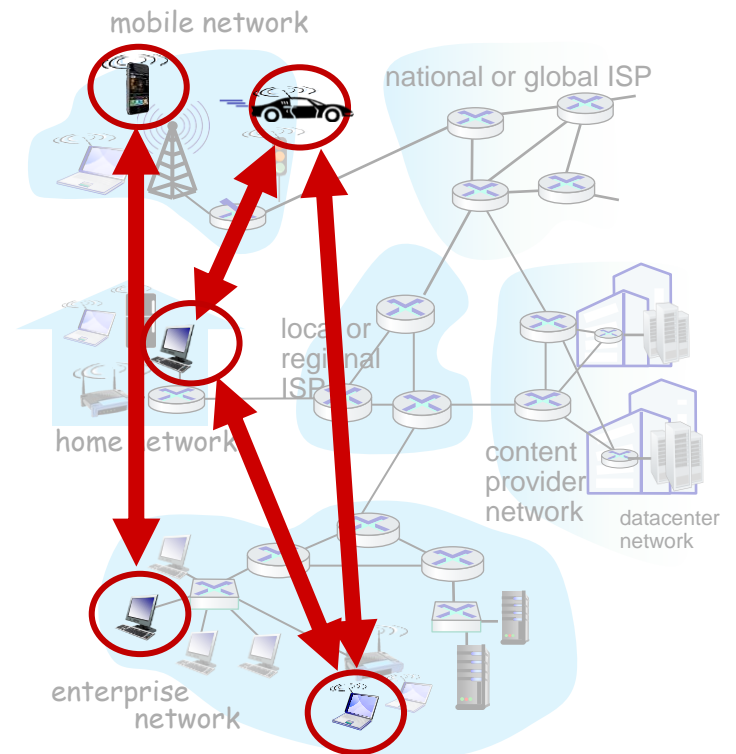 mobile network
national or global ISP
local or
regional
ISP
home network
content
provider
network
datacenter
network
enterprise
network